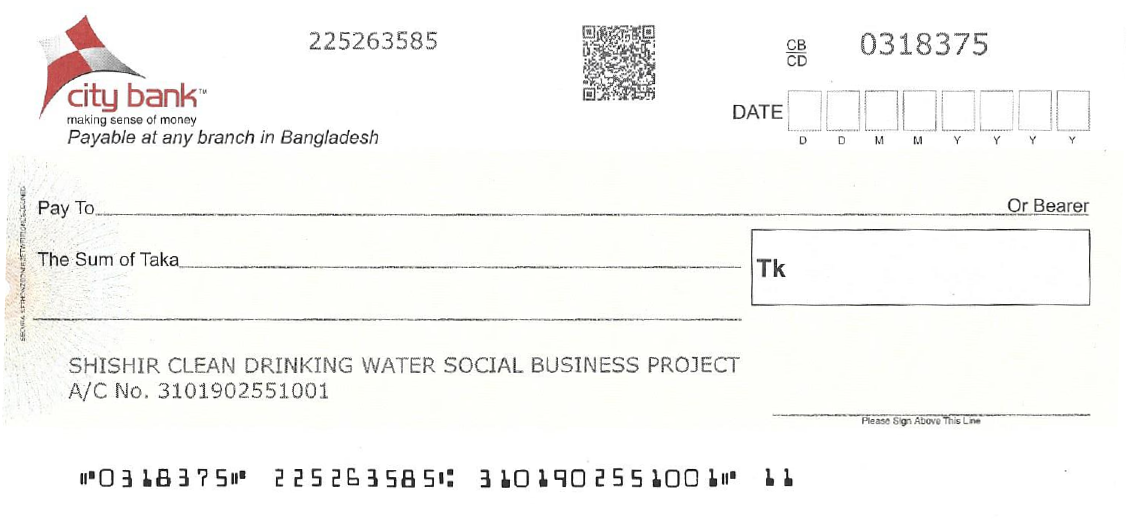 225263585
CB
CD
0318375
city bank™
making sense of money
Payable at any branch in Bangladesh
DATE
D D M M Y Y Y Y
Pay To
Or Bearer
The Sum of Taka
Tk
SHISHIR CLEAN DRINKING WATER SOCIAL BUSINESS PROJECT
A/C No. 3101902551001
Please Sign Above This Line
⑈0318375⑈ 225263585⑆ 3101902551001⑈ 11